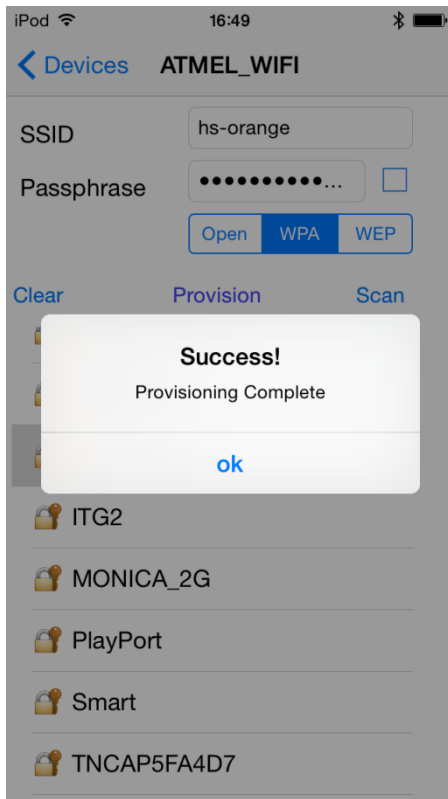 iPod 16:49
Devices ATMEL_WIFI
SSID hs-orange
Passphrase ••••••••••...
Open WPA WEP
Clear Provision Scan
Success!
Provisioning Complete
ok
ITG2
MONICA_2G
PlayPort
Smart
TNCAP5FA4D7